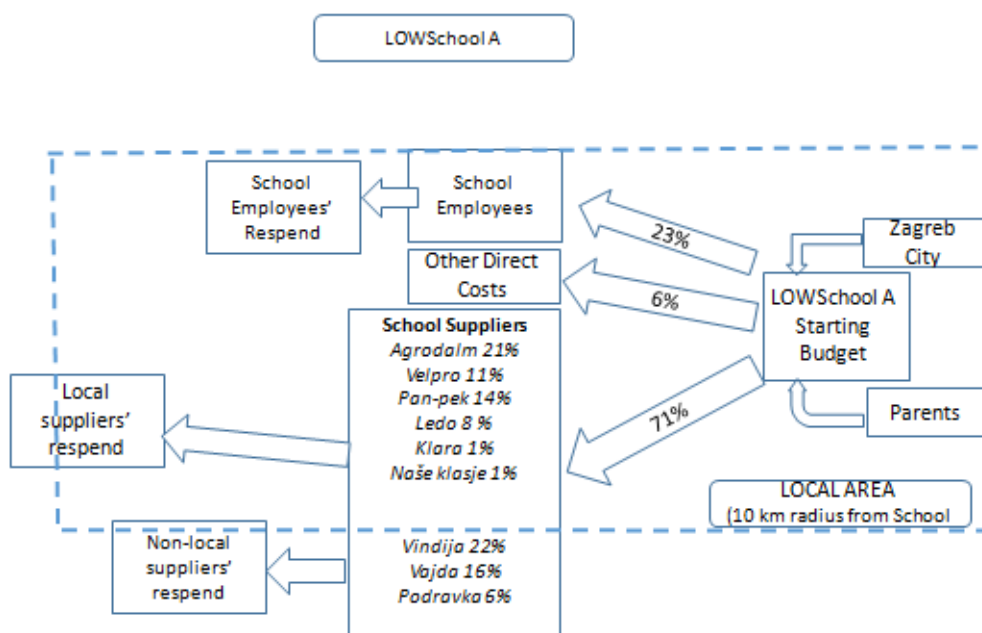 LOWSchool A
School
Employees'
Respend
School
Employees
23%
Zagreb
City
Other Direct
Costs
6%
LOWSchool A
Starting
Budget
School Suppliers
Agrodalm 21%
Velpro 11%
Pan-pek 14%
Ledo 8 %
Klara 1%
Naše klasje 1%
71%
Parents
Local
suppliers'
respend
LOCAL AREA
(10 km radius from School
Non-local
suppliers'
respend
Vindija 22%
Vajda 16%
Podravka 6%